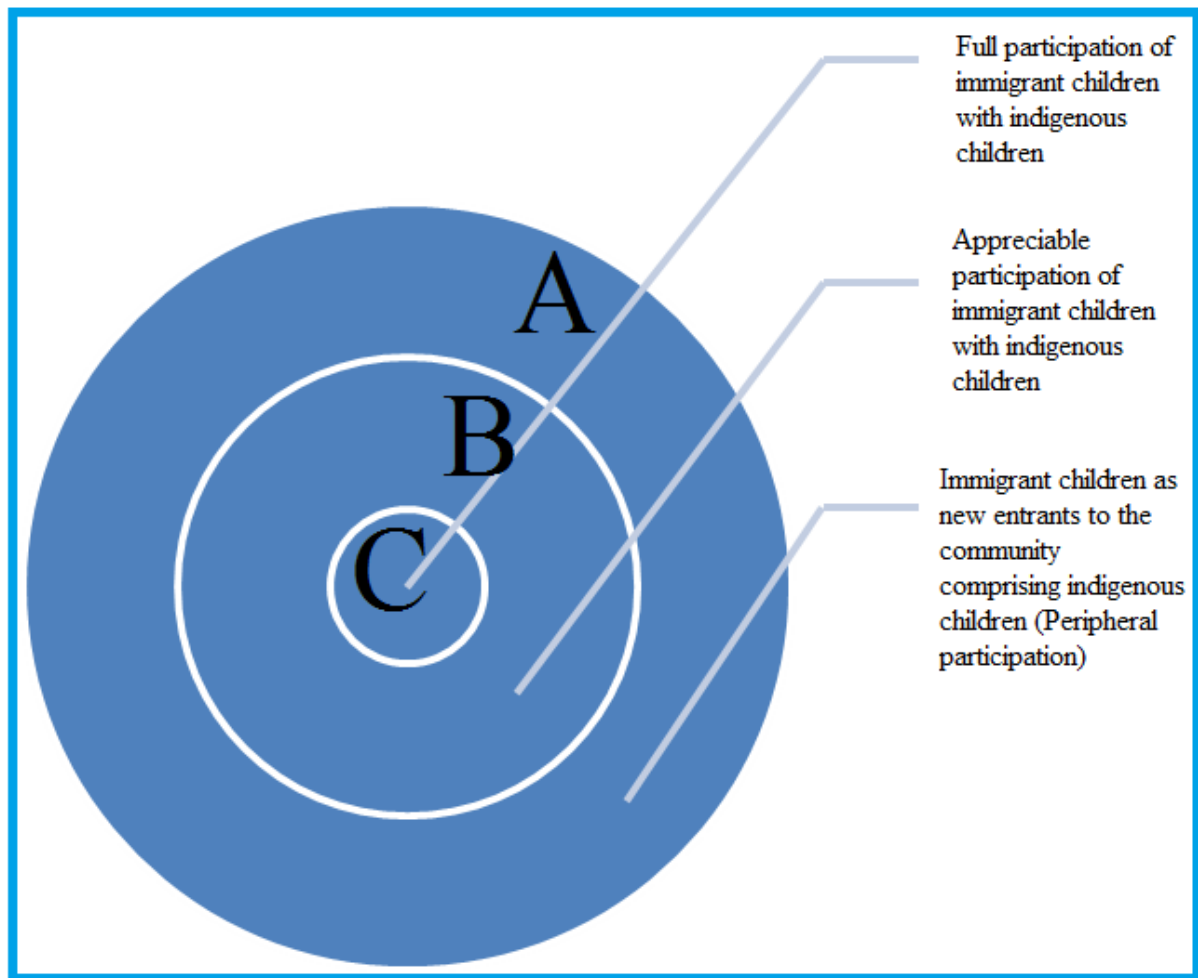 Full participation of
immigrant children
with indigenous
children
Appreciable
participation of
immigrant children
with indigenous
children
Immigrant children as
new entrants to the
community
comprising indigenous
children (Peripheral
participation)
A
B
C